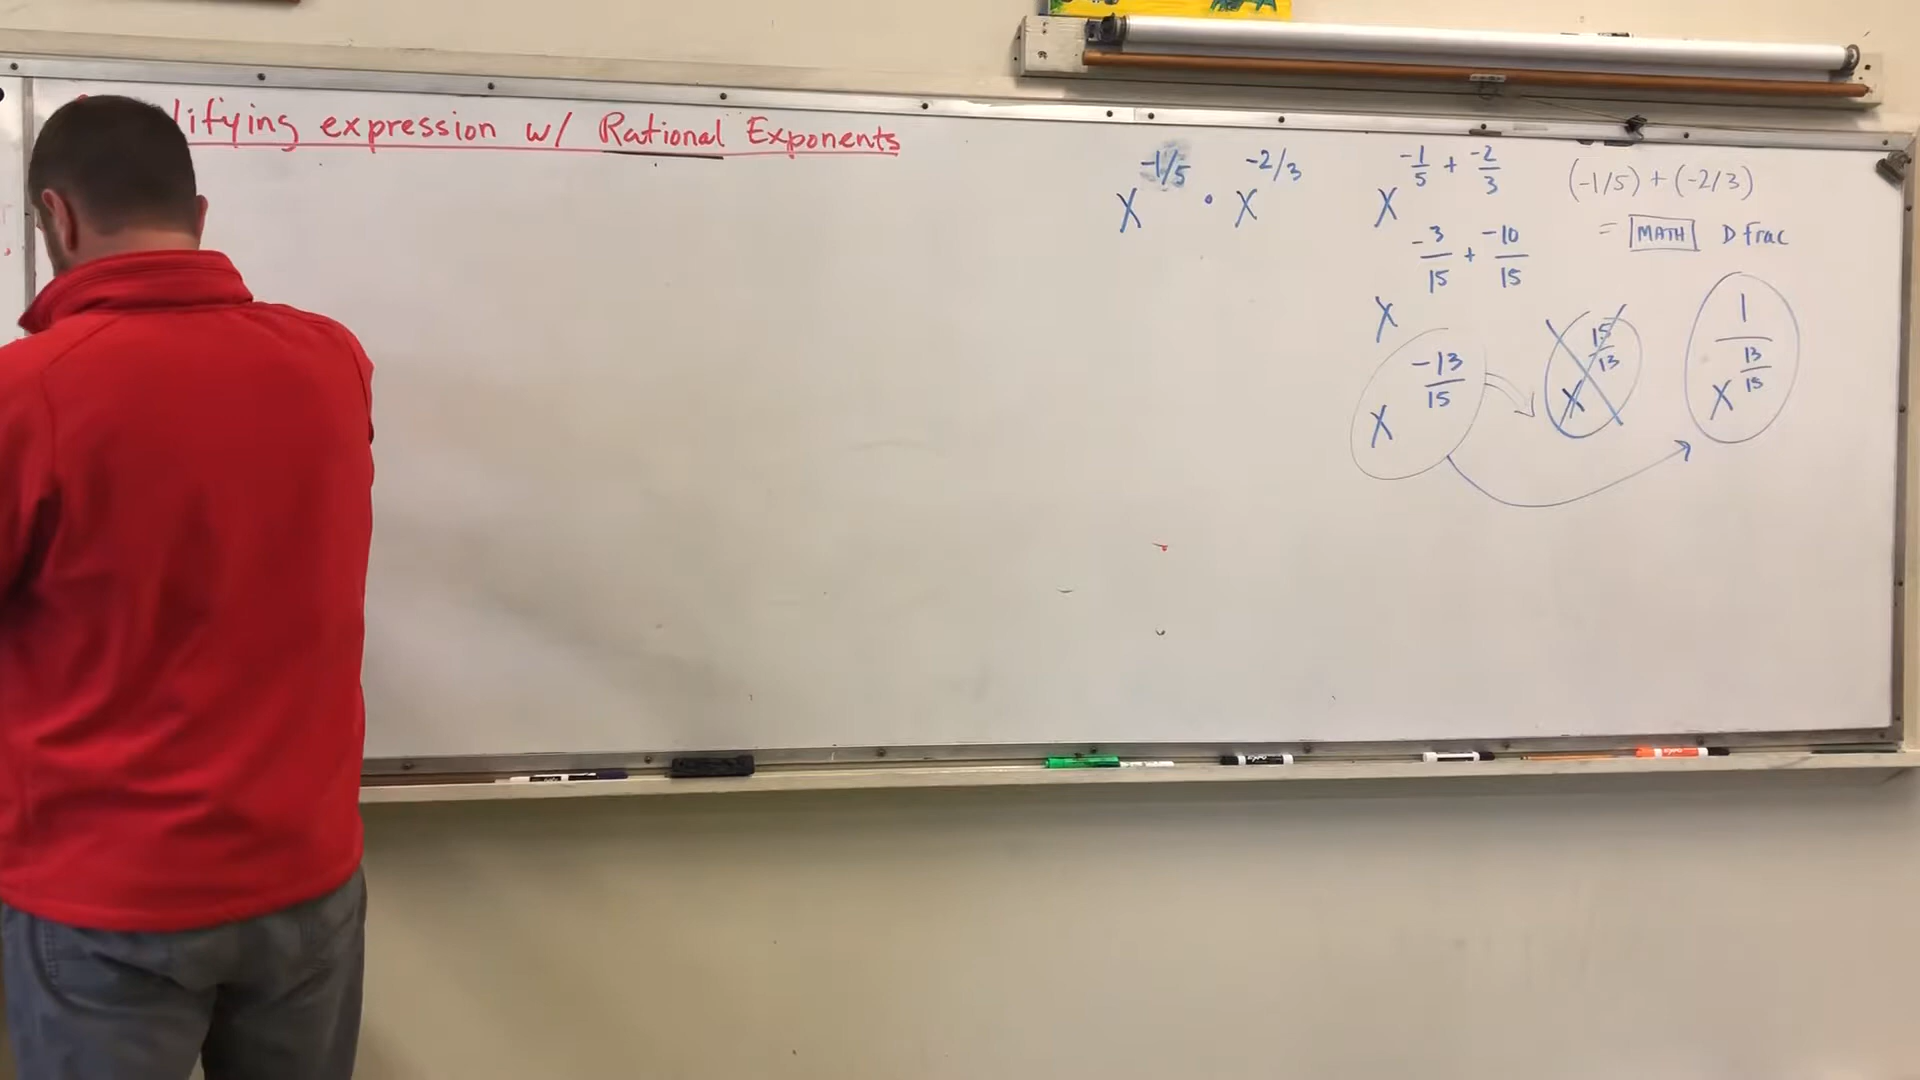 lifying expression w/ Rational Exponents
x^-1/5 · x^-2/3
x^-1/5 + -2/3
(-1/5) + (-2/3)
= MATH D frac
x^-3/15 + -10/15
x^-13/15
x^15/13
1/x^13/15